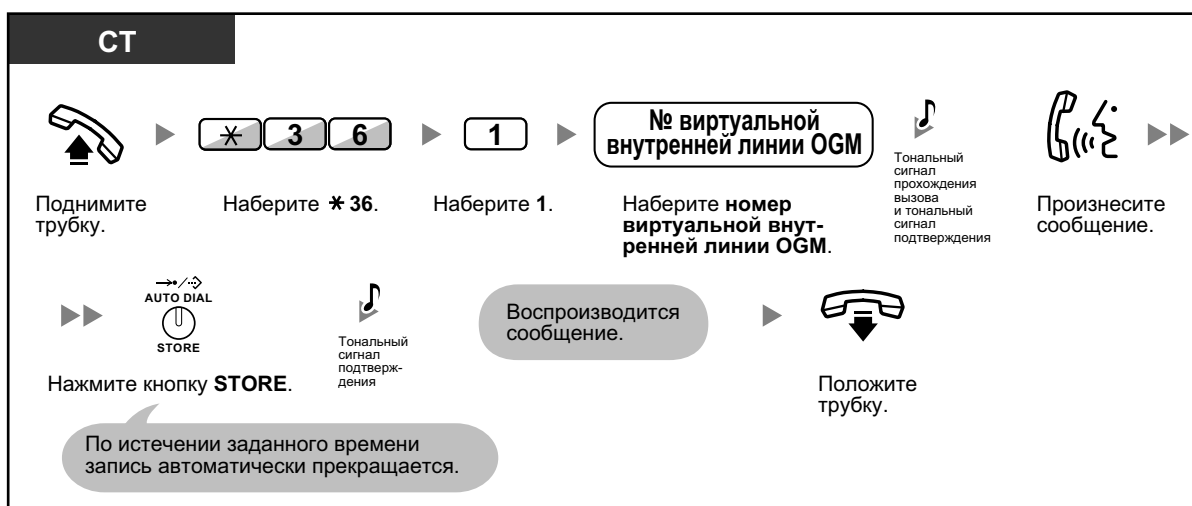 СТ
✳ 3 6
1
№ виртуальной
внутренней линии OGM
Тональный
сигнал
прохождения
вызова
и тональный
сигнал
подтверждения
Поднимите
трубку.
Наберите ✳ 36.
Наберите 1.
Наберите номер
виртуальной внут-
ренней линии OGM.
Произнесите
сообщение.
AUTO DIAL
STORE
Тональный
сигнал
подтверж-
дения
Воспроизводится
сообщение.
Нажмите кнопку STORE.
Положите
трубку.
По истечении заданного времени
запись автоматически прекращается.